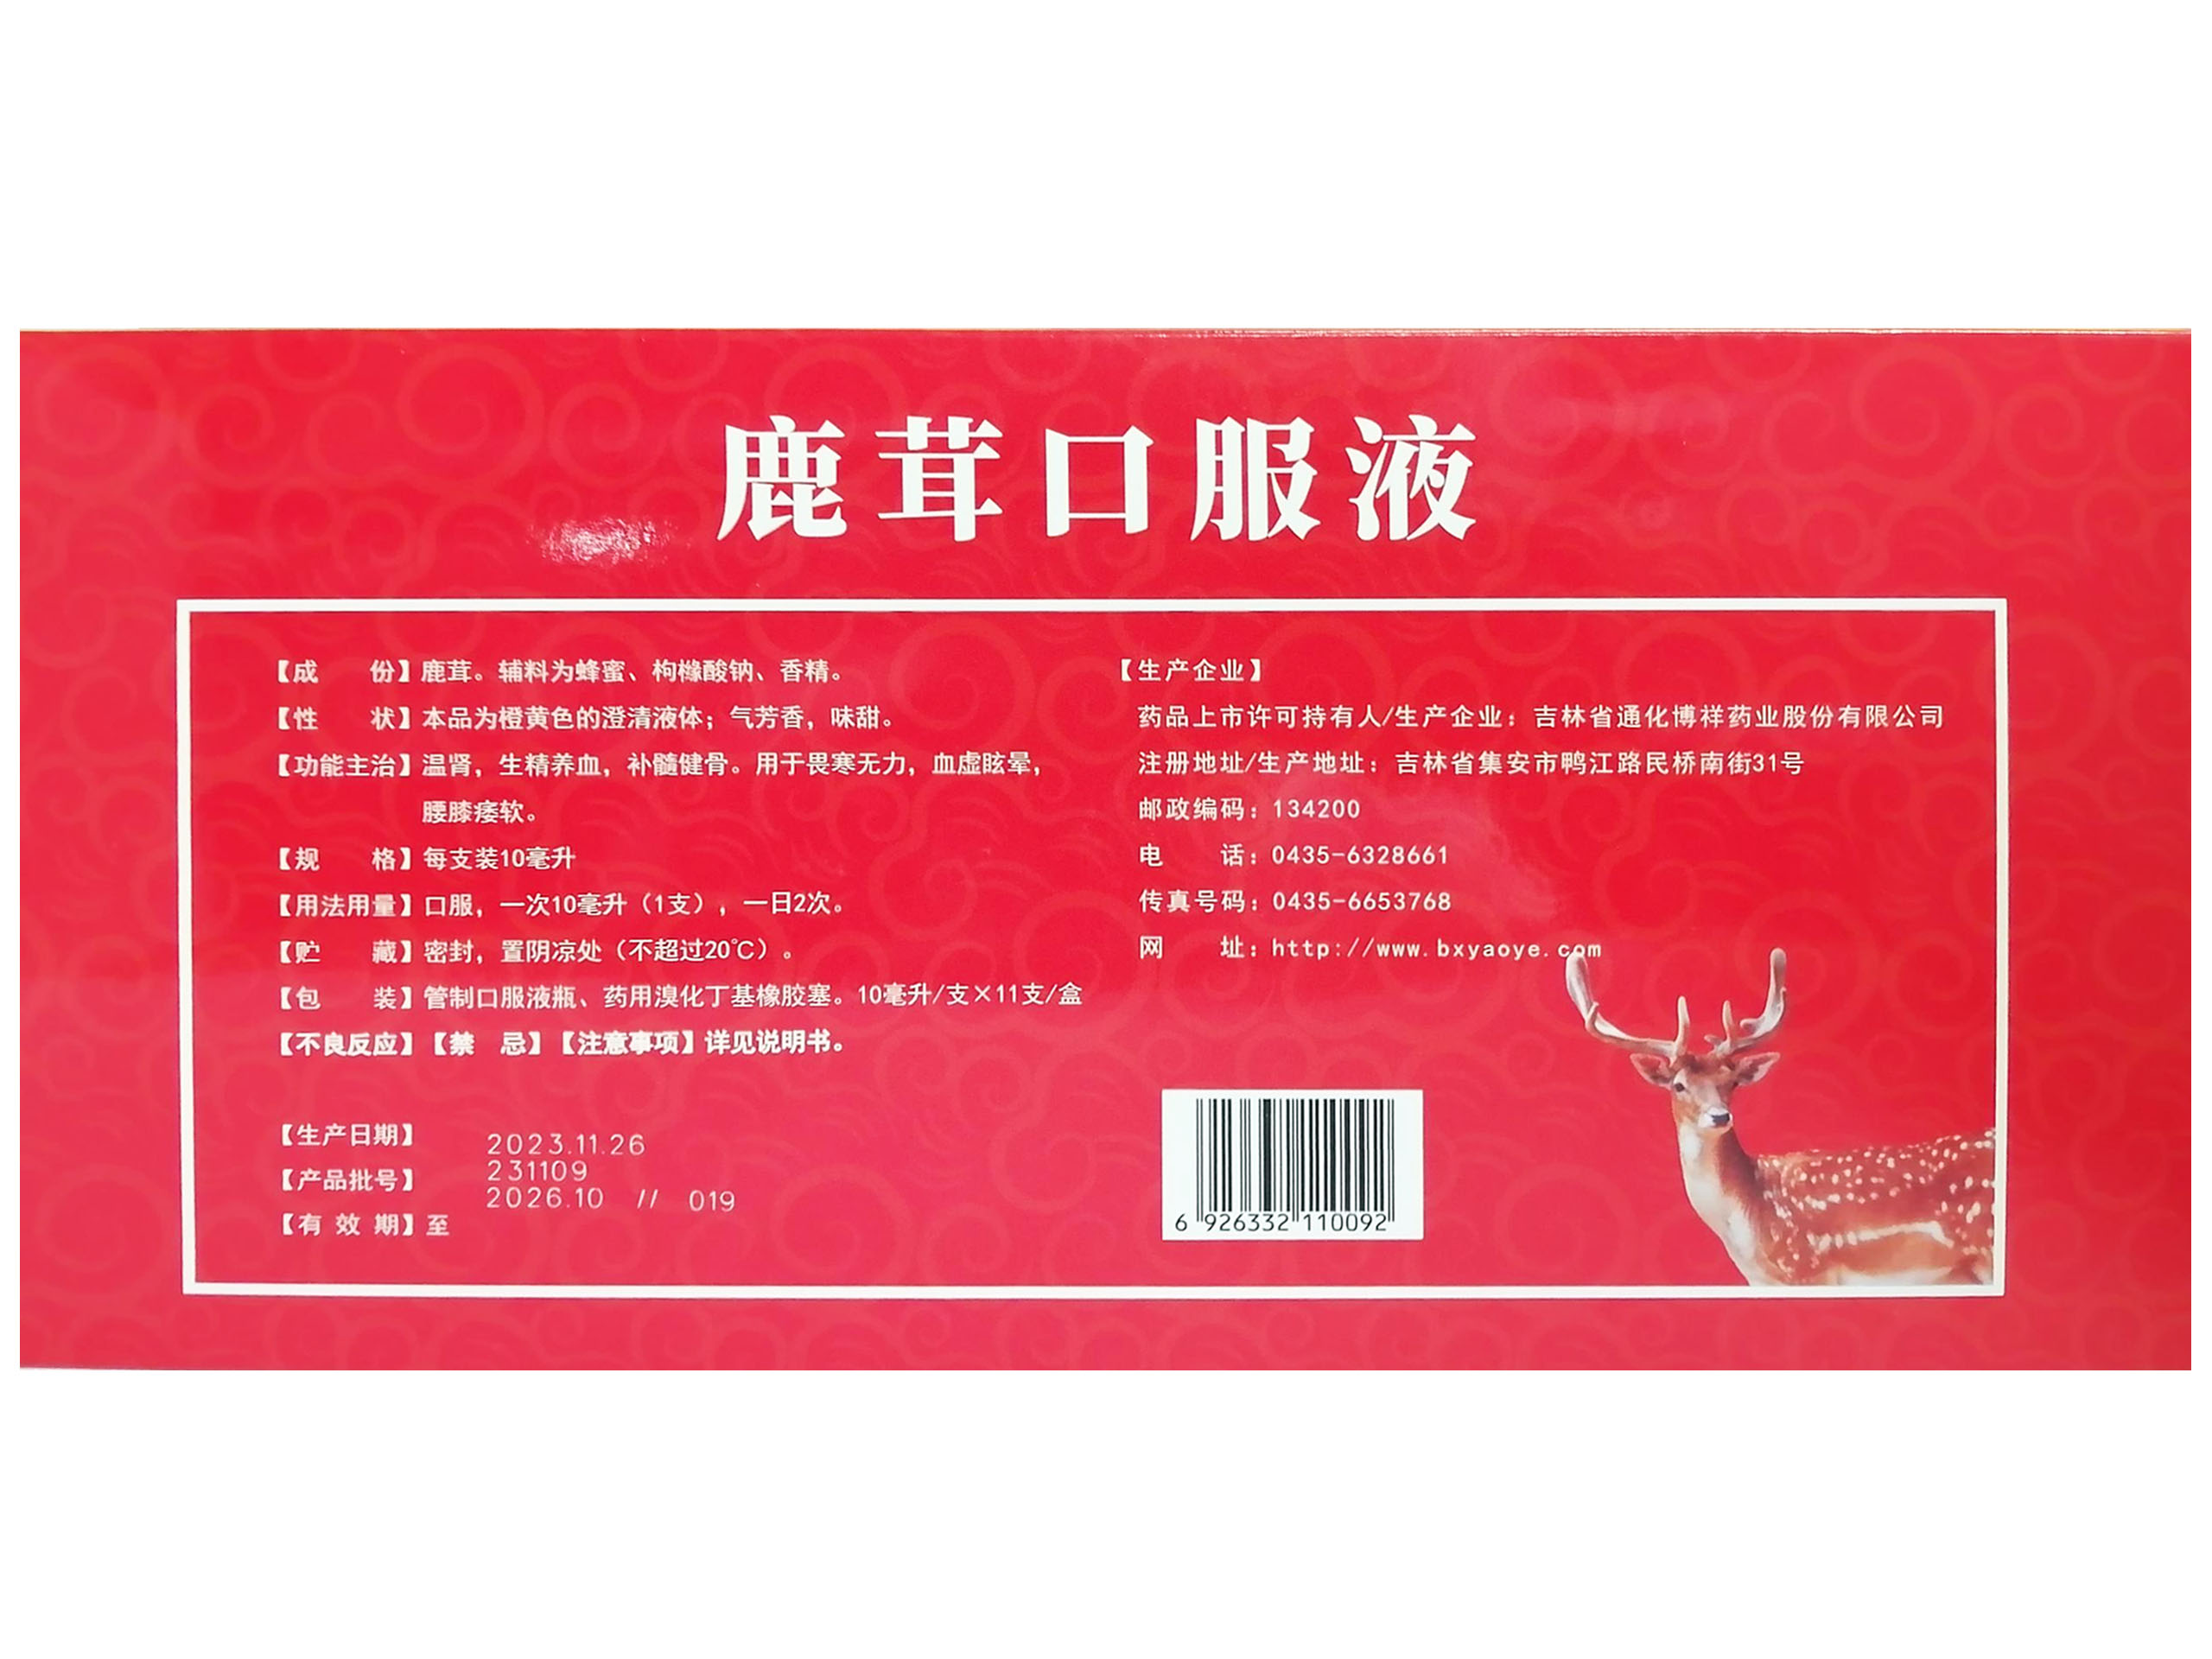 鹿茸口服液
【成 份】鹿茸。辅料为蜂蜜、枸橼酸钠、香精。
【性 状】本品为橙黄色的澄清液体；气芳香，味甜。
【功能主治】温肾，生精养血，补髓健骨。用于畏寒无力，血虚眩晕，
腰膝痿软。
【规 格】每支装10毫升
【用法用量】口服，一次10毫升（1支），一日2次。
【贮 藏】密封，置阴凉处（不超过20℃）。
【包 装】管制口服液瓶、药用溴化丁基橡胶塞。10毫升/支×11支/盒
【不良反应】【禁 忌】【注意事项】详见说明书。
【生产日期】 2023.11.26
【产品批号】 231109
【有 效 期】至 2026.10 // 019
【生产企业】
药品上市许可持有人/生产企业：吉林省通化博祥药业股份有限公司
注册地址/生产地址：吉林省集安市鸭江路民桥南街31号
邮政编码：134200
电 话：0435-6328661
传真号码：0435-6653768
网 址：http://www.bxyaoye.com
6 926332 110092